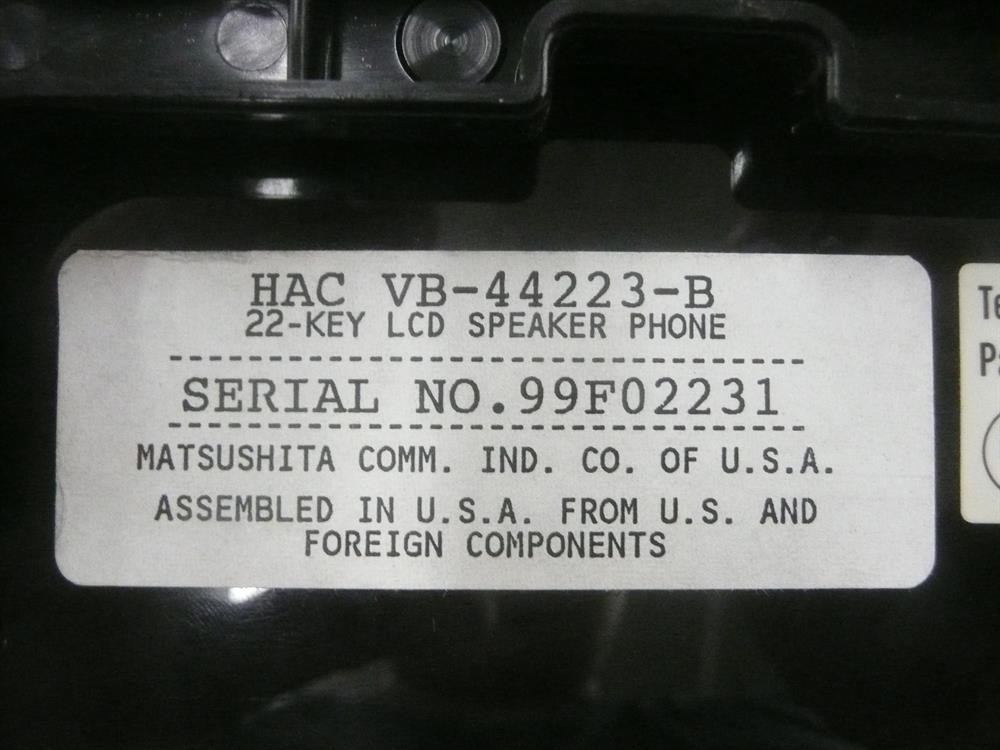 HAC VB-44223-B
22-KEY LCD SPEAKER PHONE
SERIAL NO.99F02231
MATSUSHITA COMM. IND. CO. OF U.S.A.
ASSEMBLED IN U.S.A. FROM U.S. AND
FOREIGN COMPONENTS